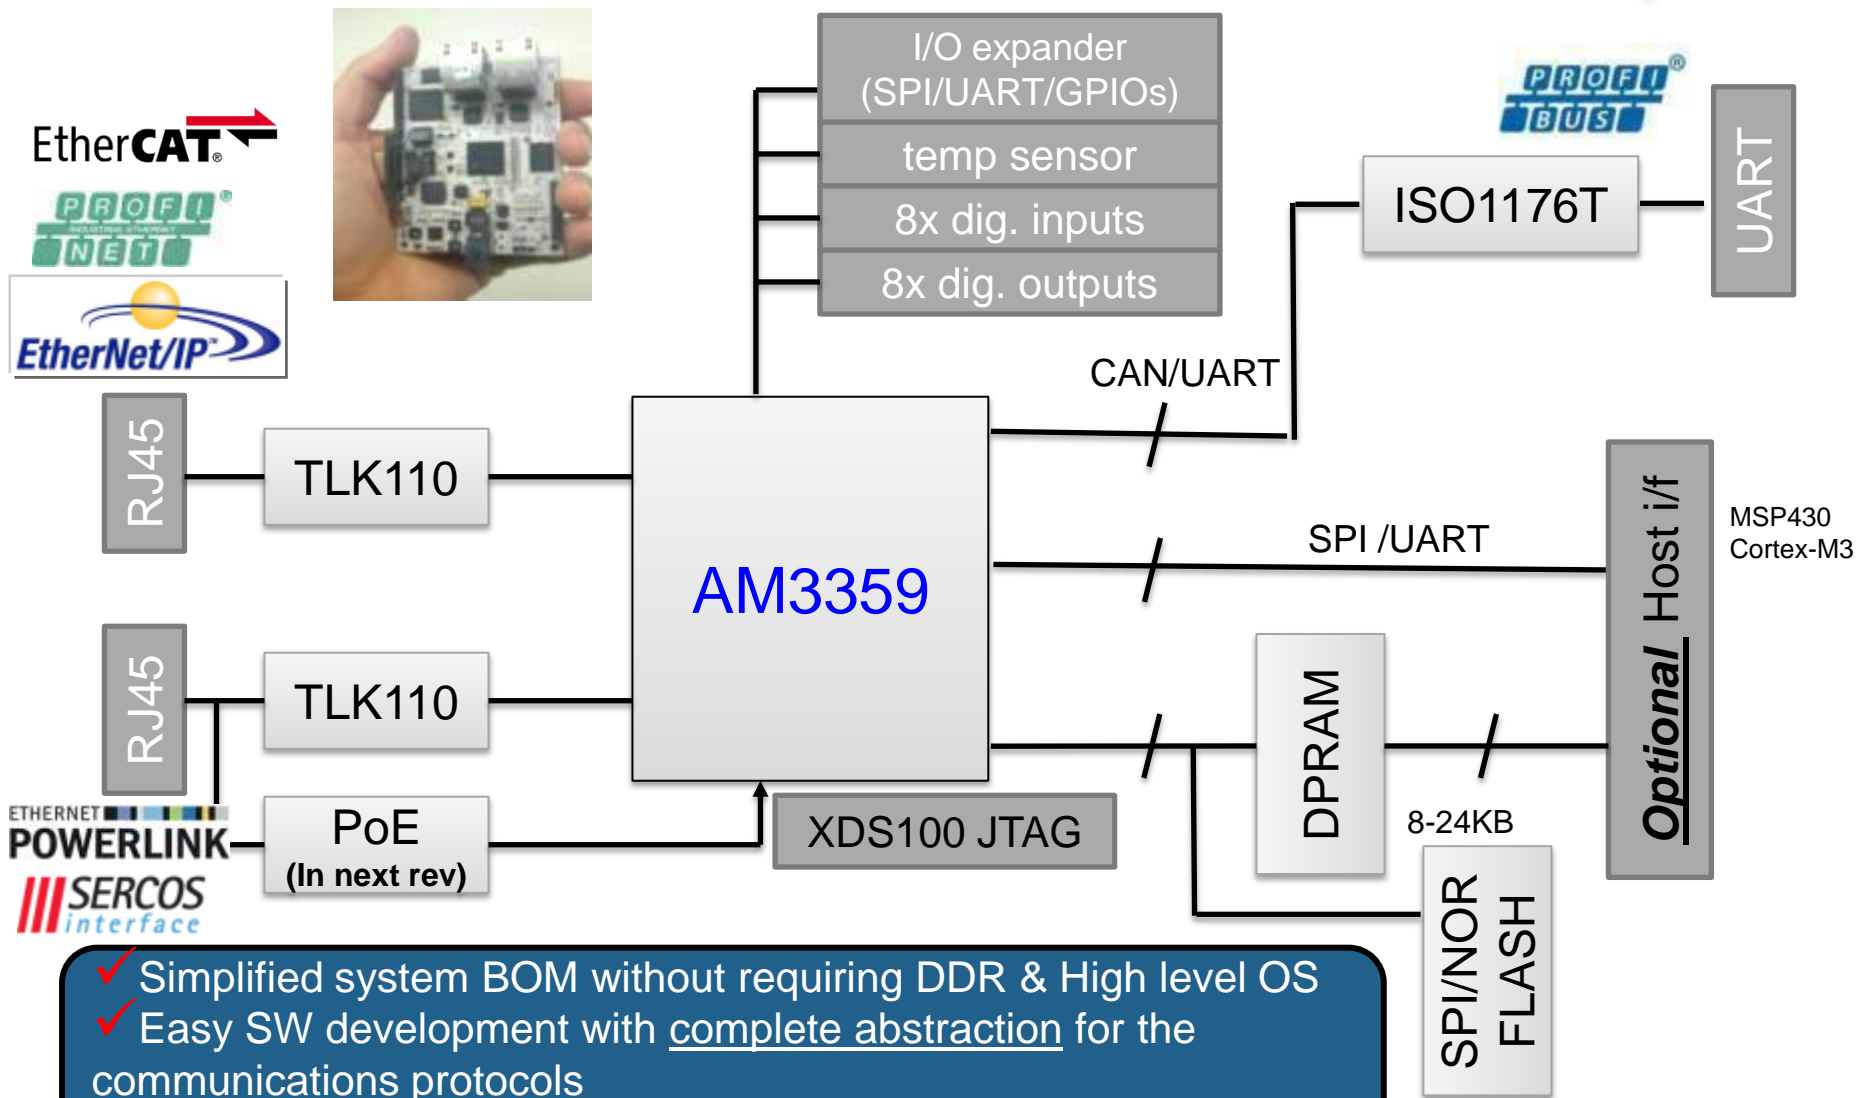 I/O expander
(SPI/UART/GPIOs)
temp sensor
8x dig. inputs
8x dig. outputs
EtherCAT®
PROFI®
INDUSTRIAL ETHERNET
NET
EtherNet/IP™
PROFI®
BUS
ISO1176T
UART
CAN/UART
RJ45
TLK110
AM3359
SPI /UART
Optional Host i/f
MSP430
Cortex-M3
RJ45
TLK110
DPRAM
8-24KB
ETHERNET
POWERLINK
SERCOS
interface
PoE
(In next rev)
XDS100 JTAG
SPI/NOR
FLASH
Simplified system BOM without requiring DDR & High level OS
Easy SW development with complete abstraction for the
communications protocols